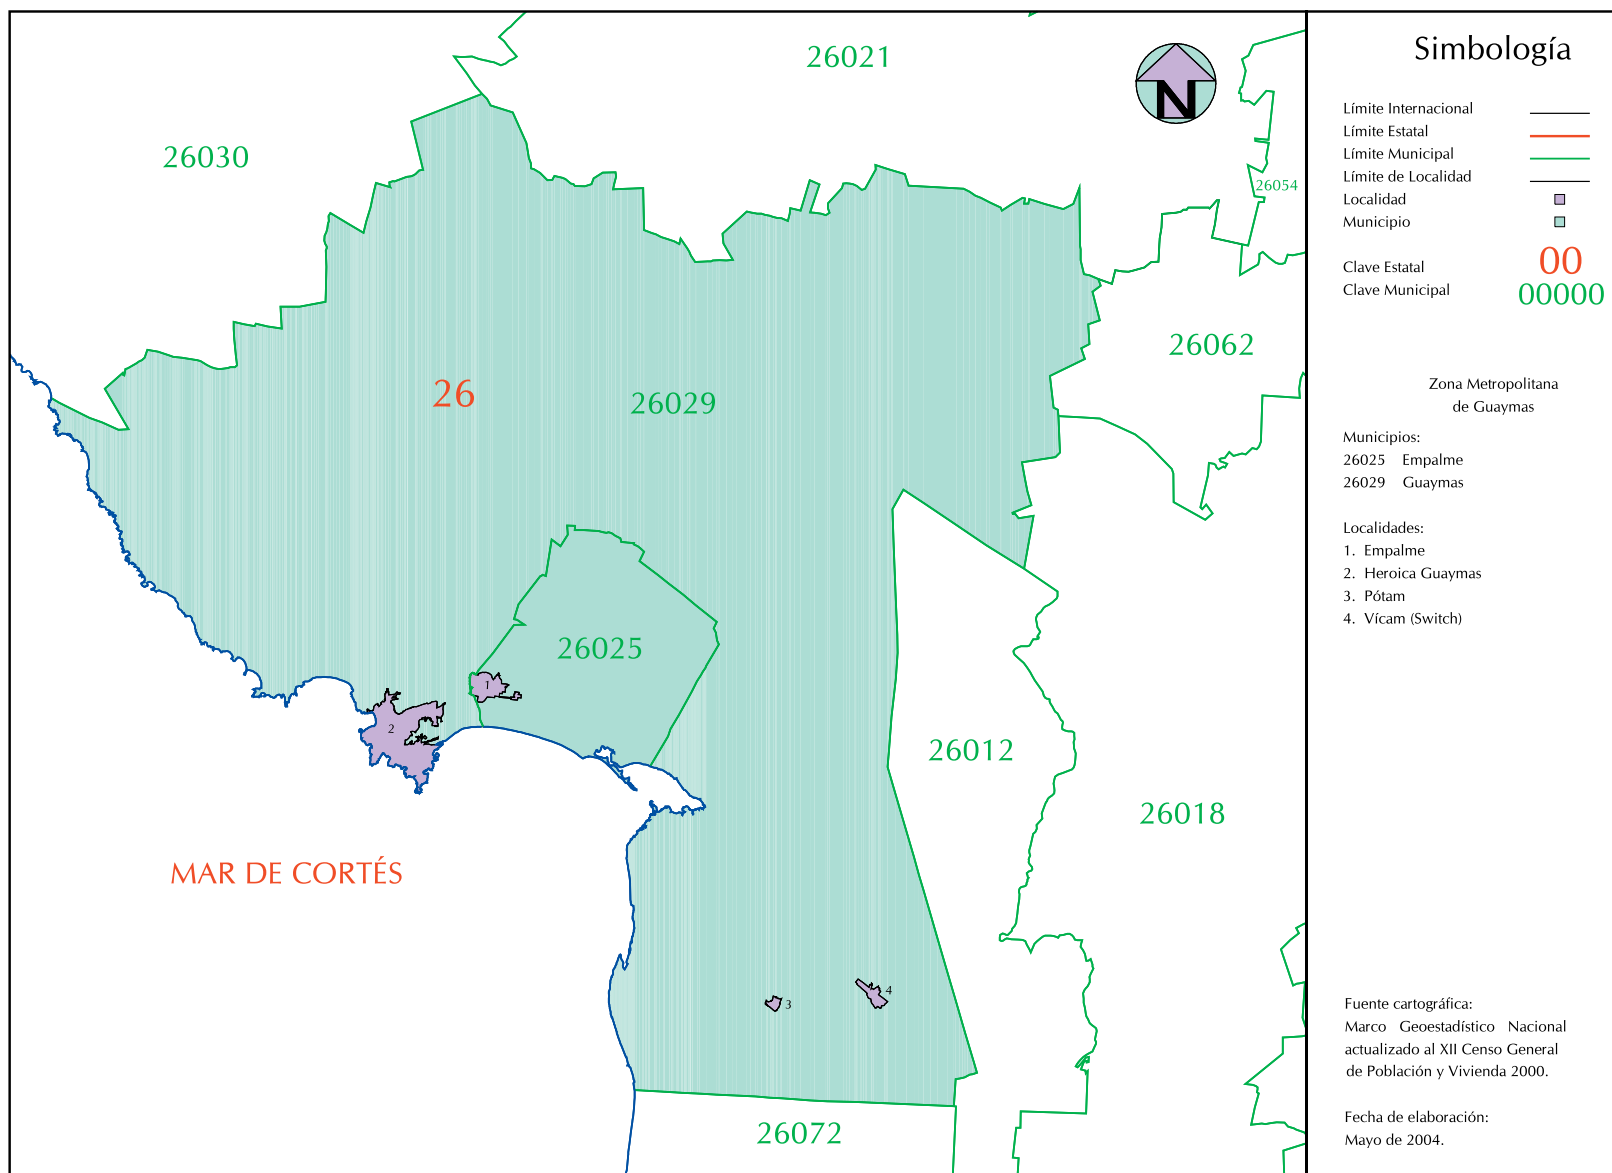 26021
26030
26054
26062
26
26029
26025
1
2
26012
26018
MAR DE CORTÉS
3
4
26072
N
Simbología
Límite Internacional
Límite Estatal
Límite Municipal
Límite de Localidad
Localidad
Municipio
Clave Estatal 00
Clave Municipal 00000
Zona Metropolitana
de Guaymas
Municipios:
26025 Empalme
26029 Guaymas
Localidades:
1. Empalme
2. Heroica Guaymas
3. Pótam
4. Vícam (Switch)
Fuente cartográfica:
Marco Geoestadístico Nacional
actualizado al XII Censo General
de Población y Vivienda 2000.
Fecha de elaboración:
Mayo de 2004.